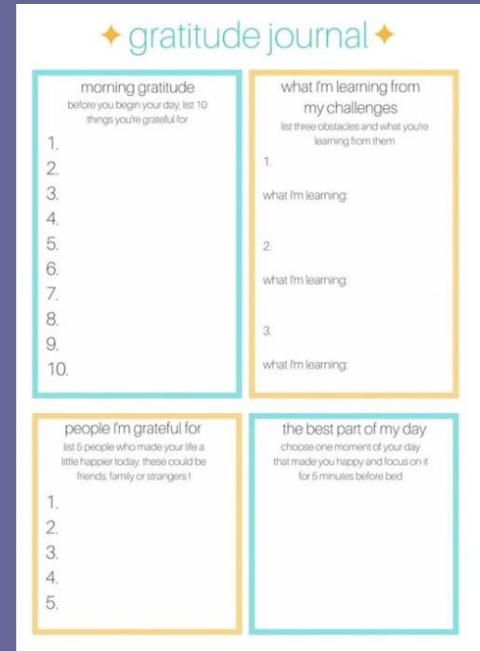 gratitude journal
morning gratitude
before you begin your day, list 10
things you're grateful for
1.
2.
3.
4.
5.
6.
7.
8.
9.
10.
what I'm learning from
my challenges
list three obstacles and what you're
learning from them
1.
what I'm learning:
2.
what I'm learning:
3.
what I'm learning:
people I'm grateful for
list 5 people who made your life a
little happier today. these could be
friends, family or strangers !
1.
2.
3.
4.
5.
the best part of my day
choose one moment of your day
that made you happy and focus on it
for 5 minutes before bed